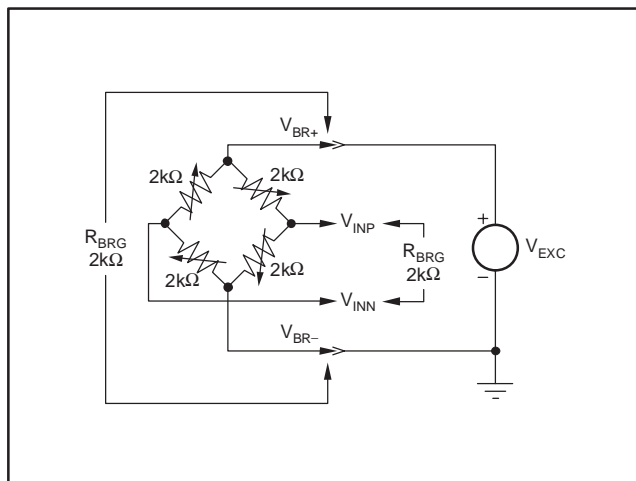 V_BR+
2kΩ
2kΩ
V_INP
R_BRG
2kΩ
R_BRG
2kΩ
+
V_EXC
−
2kΩ
2kΩ
V_INN
V_BR−